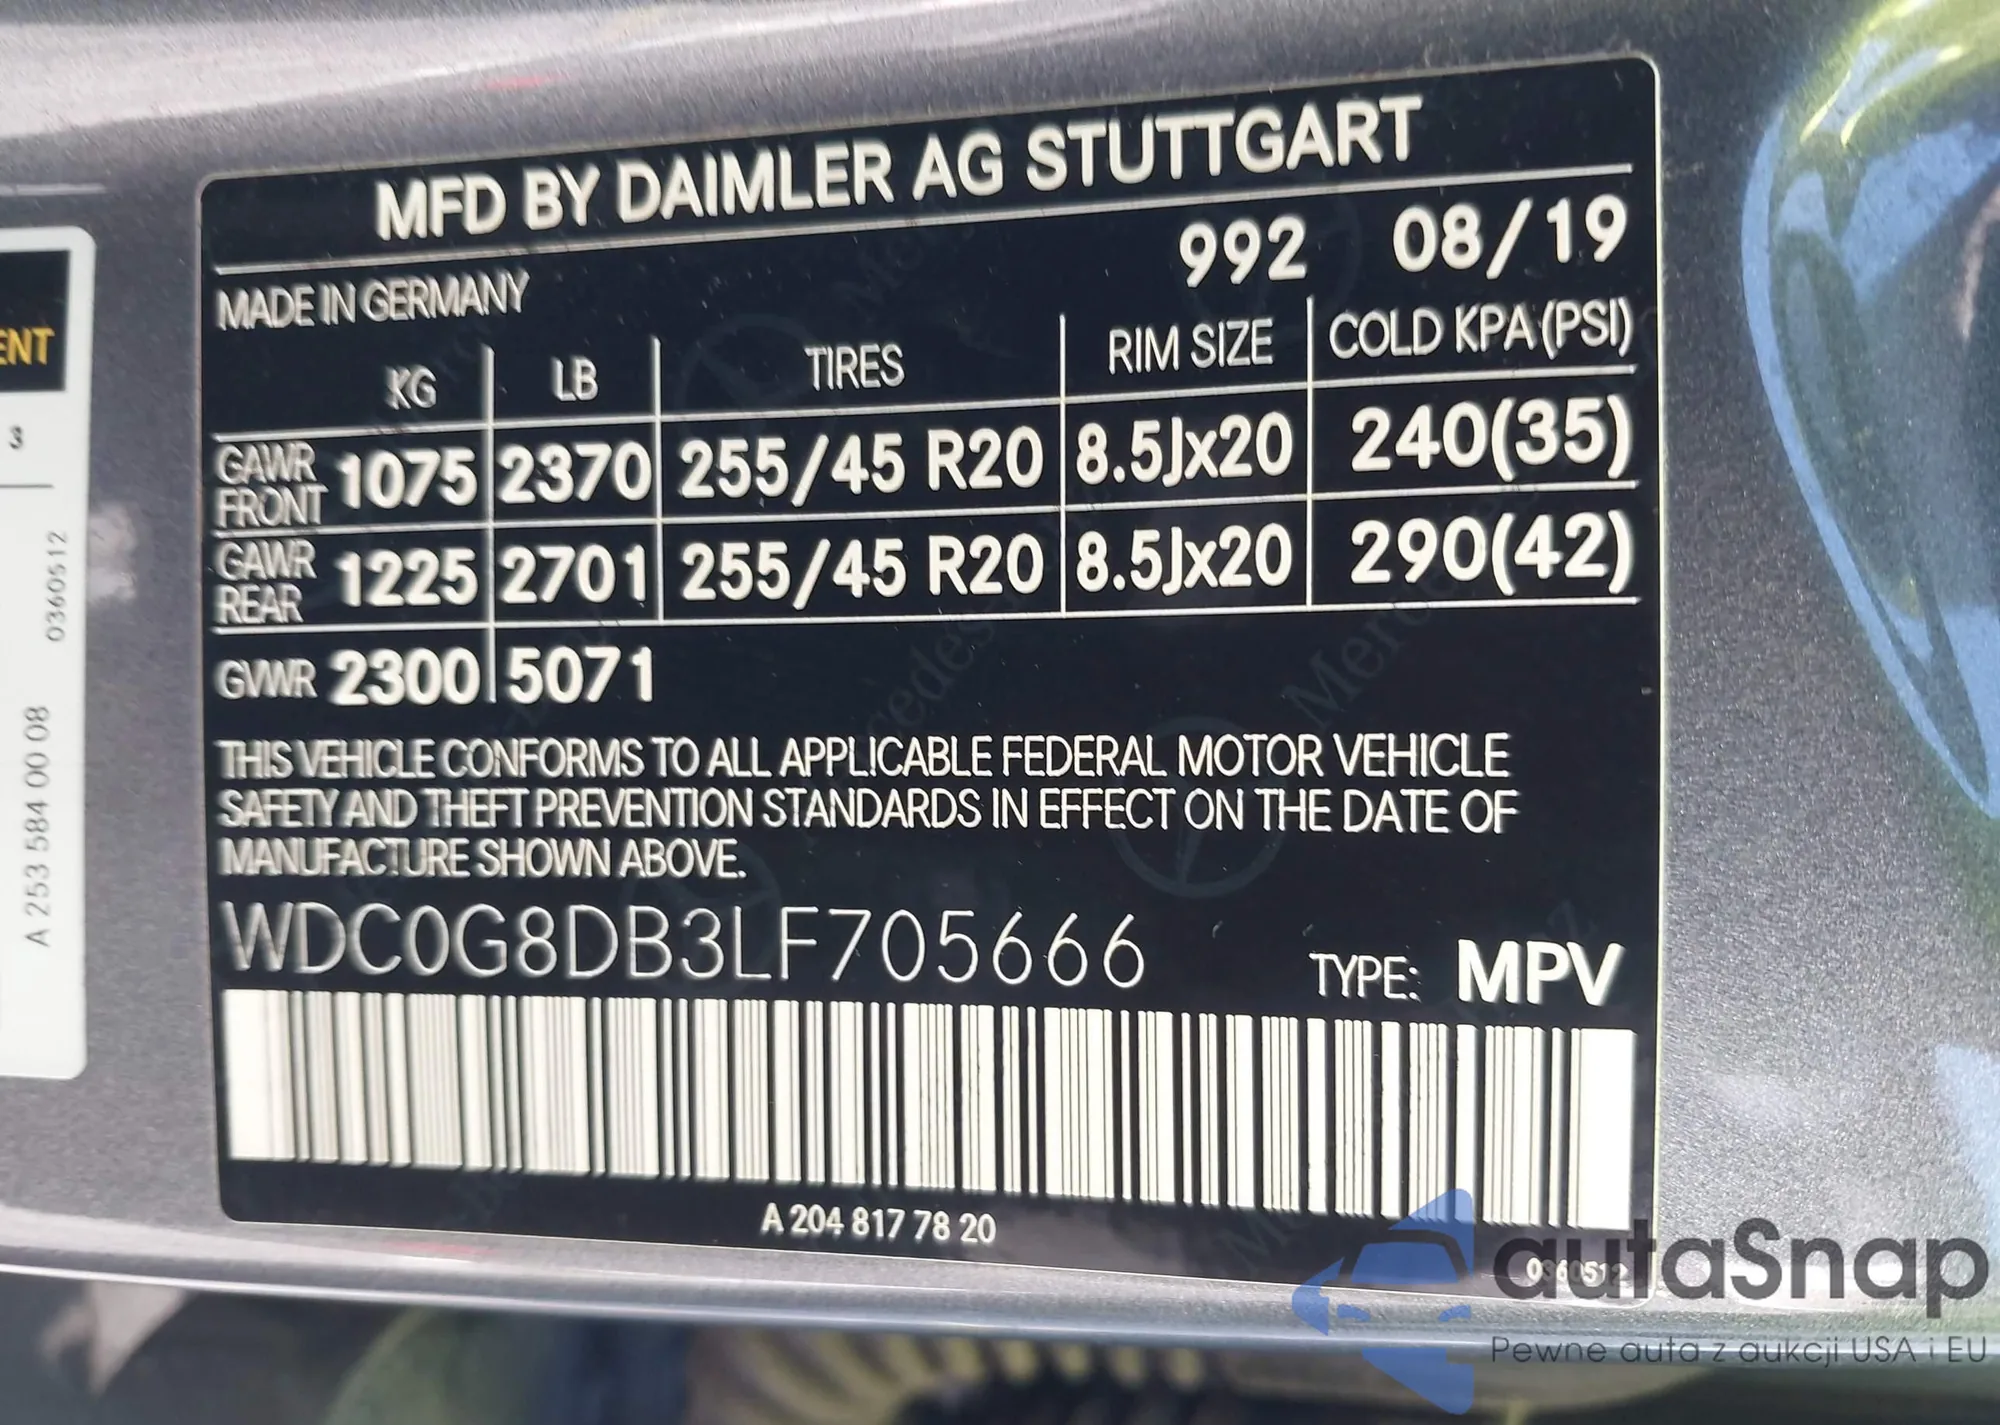 MFD BY DAIMLER AG STUTTGART
992 08/19
MADE IN GERMANY
KG LB TIRES RIM SIZE COLD KPA (PSI)
GAWR FRONT 1075 2370 255/45 R20 8.5Jx20 240(35)
GAWR REAR 1225 2701 255/45 R20 8.5Jx20 290(42)
GVWR 2300 5071
THIS VEHICLE CONFORMS TO ALL APPLICABLE FEDERAL MOTOR VEHICLE
SAFETY AND THEFT PREVENTION STANDARDS IN EFFECT ON THE DATE OF
MANUFACTURE SHOWN ABOVE.
WDC0G8DB3LF705666
TYPE: MPV
A 204 817 78 20
0360512
ENT
3
A 253 584 00 08 0360512
autaSnap
Pewne auta z aukcji USA i EU